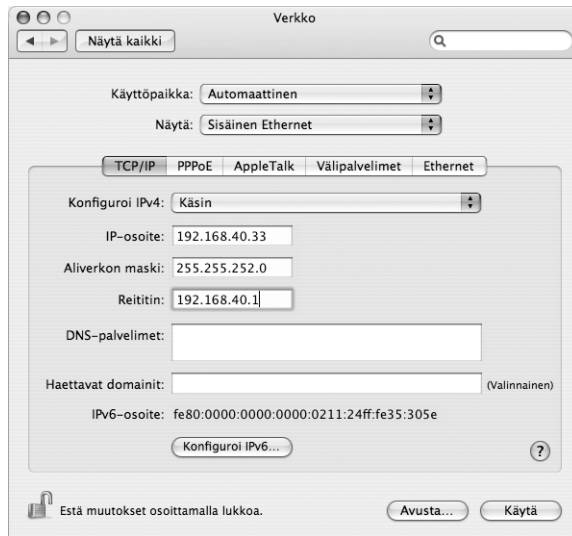 Verkko
Näytä kaikki
Käyttöpaikka: Automaattinen
Näytä: Sisäinen Ethernet
TCP/IP PPPoE AppleTalk Välipalvelimet Ethernet
Konfiguroi IPv4: Käsin
IP-osoite: 192.168.40.33
Aliverkon maski: 255.255.252.0
Reititin: 192.168.40.1
DNS-palvelimet:
Haettavat domainit: (Valinnainen)
IPv6-osoite: fe80:0000:0000:0000:0211:24ff:fe35:305e
Konfiguroi IPv6... ?
Estä muutokset osoittamalla lukkoa. Avusta... Käytä